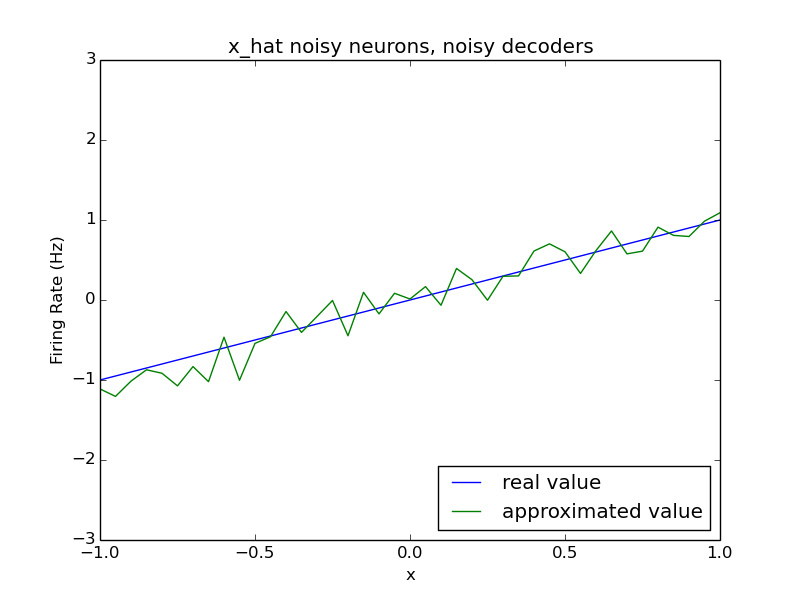 x_hat noisy neurons, noisy decoders
3
2
1
0
−1
−2
−3
Firing Rate (Hz)
real value
approximated value
−1.0
−0.5
0.0
0.5
1.0
x